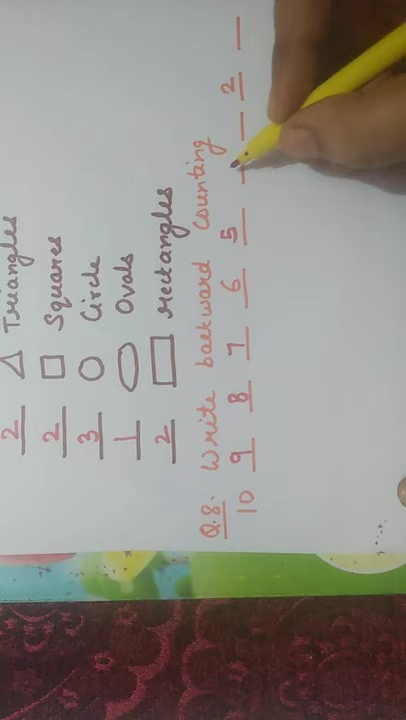 2 Triangles
2 Squares
3 Circle
1 Ovals
2 rectangles
Q.8. Write backward counting
10 9 8 7 6 5 _ _ 2 _